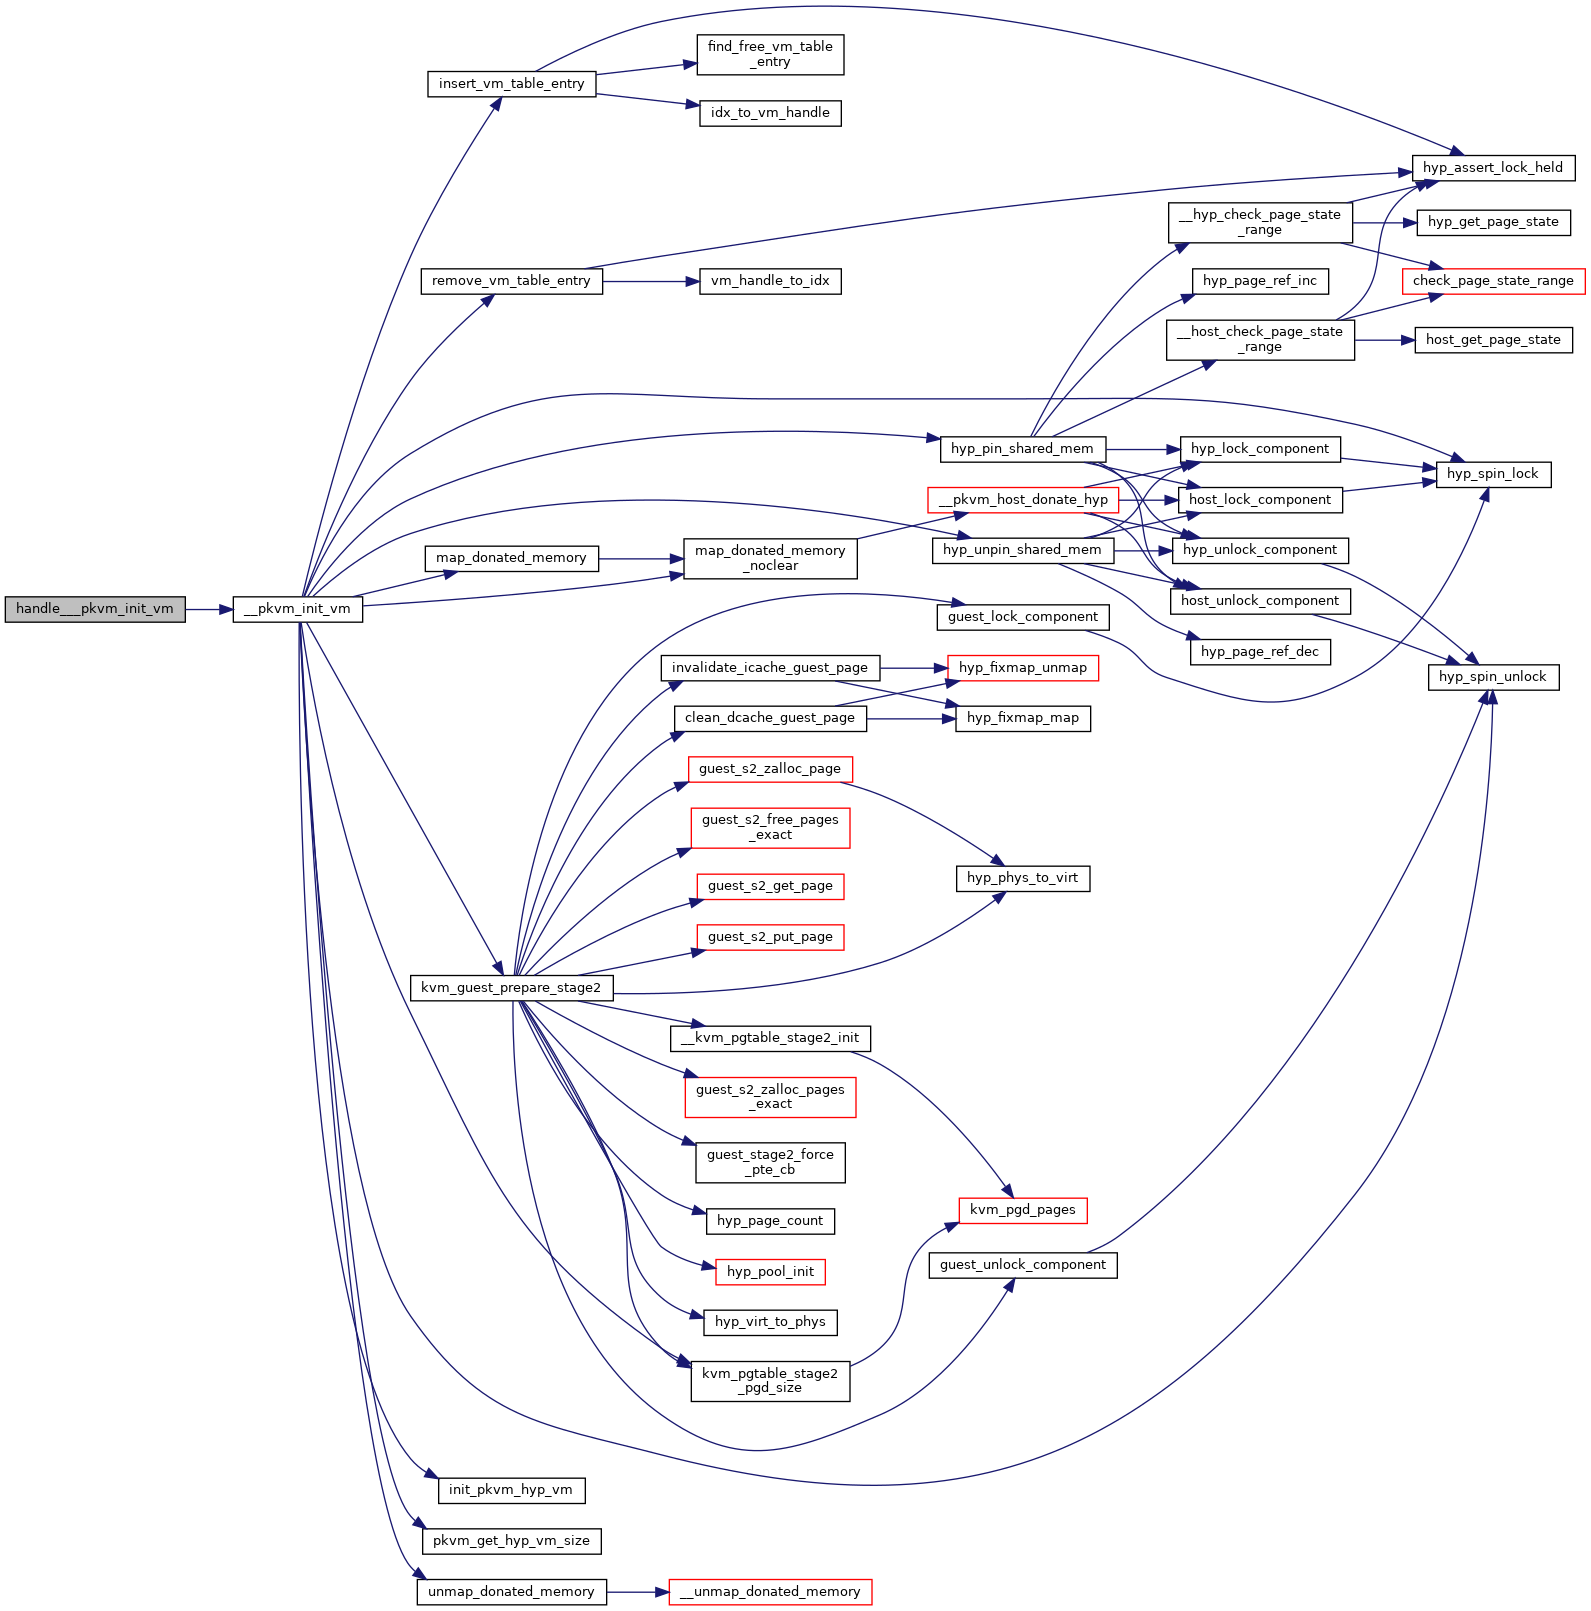 find_free_vm_table
_entry
insert_vm_table_entry
idx_to_vm_handle
hyp_assert_lock_held
__hyp_check_page_state
_range
hyp_get_page_state
remove_vm_table_entry
vm_handle_to_idx
hyp_page_ref_inc
check_page_state_range
__host_check_page_state
_range
host_get_page_state
hyp_pin_shared_mem
hyp_lock_component
hyp_spin_lock
__pkvm_host_donate_hyp
host_lock_component
map_donated_memory
map_donated_memory
_noclear
hyp_unpin_shared_mem
hyp_unlock_component
handle___pkvm_init_vm
__pkvm_init_vm
guest_lock_component
host_unlock_component
hyp_page_ref_dec
invalidate_icache_guest_page
hyp_fixmap_unmap
hyp_spin_unlock
clean_dcache_guest_page
hyp_fixmap_map
guest_s2_zalloc_page
guest_s2_free_pages
_exact
guest_s2_get_page
hyp_phys_to_virt
guest_s2_put_page
kvm_guest_prepare_stage2
__kvm_pgtable_stage2_init
guest_s2_zalloc_pages
_exact
guest_stage2_force
_pte_cb
hyp_page_count
kvm_pgd_pages
hyp_pool_init
guest_unlock_component
hyp_virt_to_phys
kvm_pgtable_stage2
_pgd_size
init_pkvm_hyp_vm
pkvm_get_hyp_vm_size
unmap_donated_memory
__unmap_donated_memory